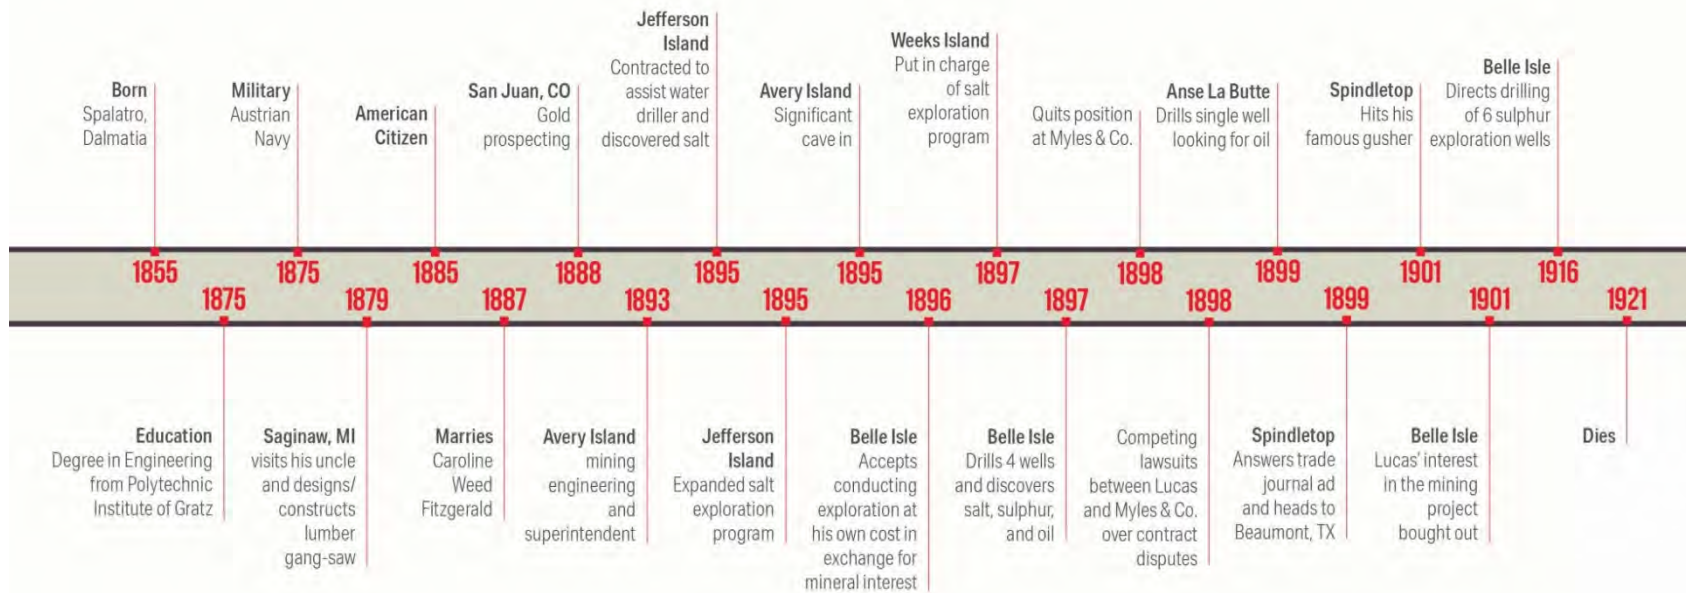 Born
Spalatro,
Dalmatia
Military
Austrian
Navy
American
Citizen
San Juan, CO
Gold
prospecting
Jefferson
Island
Contracted to
assist water
driller and
discovered salt
Avery Island
Significant
cave in
Weeks Island
Put in charge
of salt
exploration
program
Quits position
at Myles & Co.
Anse La Butte
Drills single well
looking for oil
Spindletop
Hits his
famous gusher
Belle Isle
Directs drilling
of 6 sulphur
exploration wells
1855
1875
1885
1888
1895
1895
1897
1898
1899
1901
1916
1875
1879
1887
1893
1895
1896
1897
1898
1899
1901
1921
Education
Degree in Engineering
from Polytechnic
Institute of Gratz
Saginaw, MI
visits his uncle
and designs/
constructs
lumber
gang-saw
Marries
Caroline
Weed
Fitzgerald
Avery Island
mining
engineering
and
superintendent
Jefferson
Island
Expanded salt
exploration
program
Belle Isle
Accepts
conducting
exploration at
his own cost in
exchange for
mineral interest
Belle Isle
Drills 4 wells
and discovers
salt, sulphur,
and oil
Competing
lawsuits
between Lucas
and Myles & Co.
over contract
disputes
Spindletop
Answers trade
journal ad
and heads to
Beaumont, TX
Belle Isle
Lucas' interest
in the mining
project
bought out
Dies